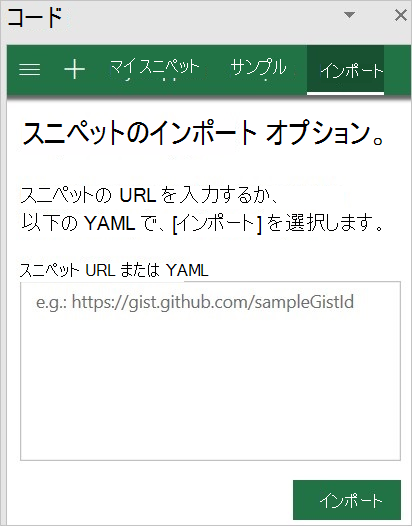 コード
マイ スニペット サンプル インポート
スニペットのインポート オプション。
スニペットの URL を入力するか、
以下の YAML で、[インポート] を選択します。
スニペット URL または YAML
e.g.: https://gist.github.com/sampleGistId
インポート